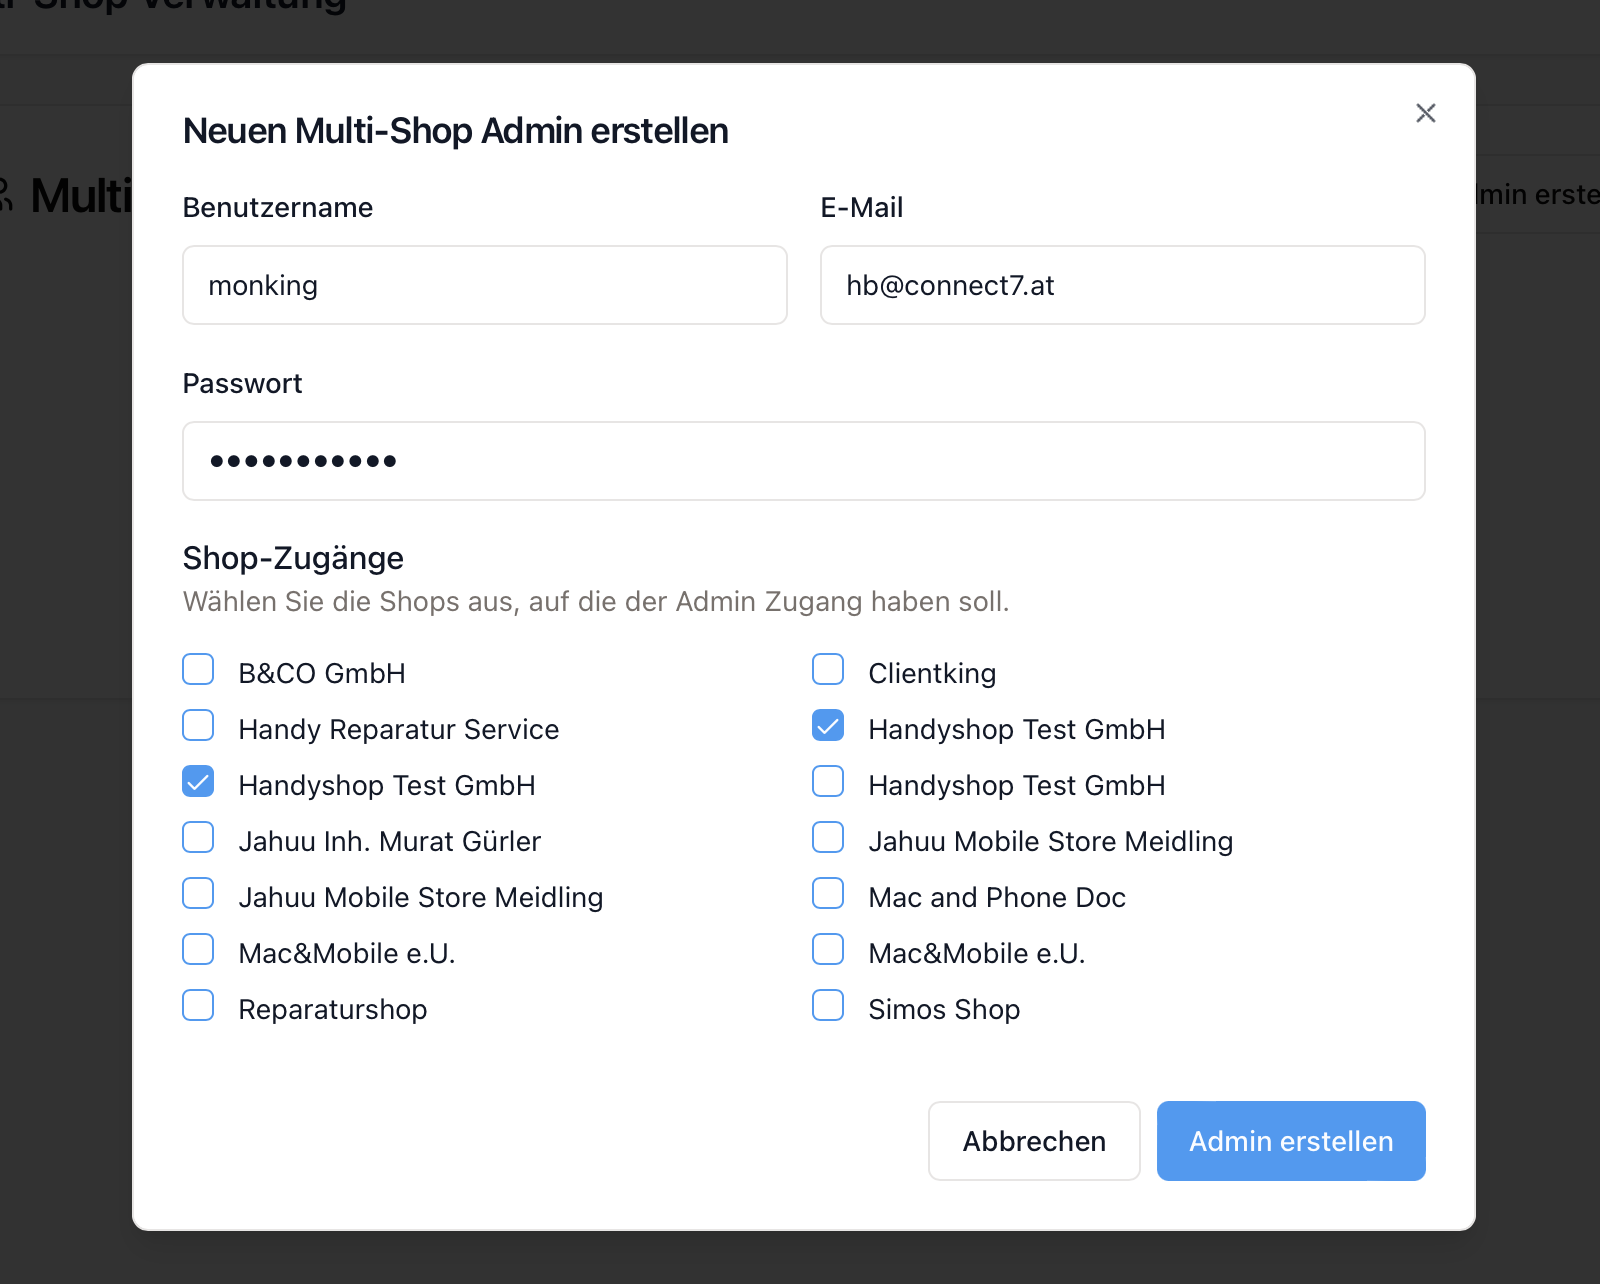 Shop Verwaltung
Neuen Multi-Shop Admin erstellen
Multi
Benutzername
E-Mail
monking
hb@connect7.at
Passwort
•••••••••••
Shop-Zugänge
Wählen Sie die Shops aus, auf die der Admin Zugang haben soll.
B&CO GmbH
Clientking
Handy Reparatur Service
Handyshop Test GmbH
Handyshop Test GmbH
Handyshop Test GmbH
Jahuu Inh. Murat Gürler
Jahuu Mobile Store Meidling
Jahuu Mobile Store Meidling
Mac and Phone Doc
Mac&Mobile e.U.
Mac&Mobile e.U.
Reparaturshop
Simos Shop
Abbrechen
Admin erstellen